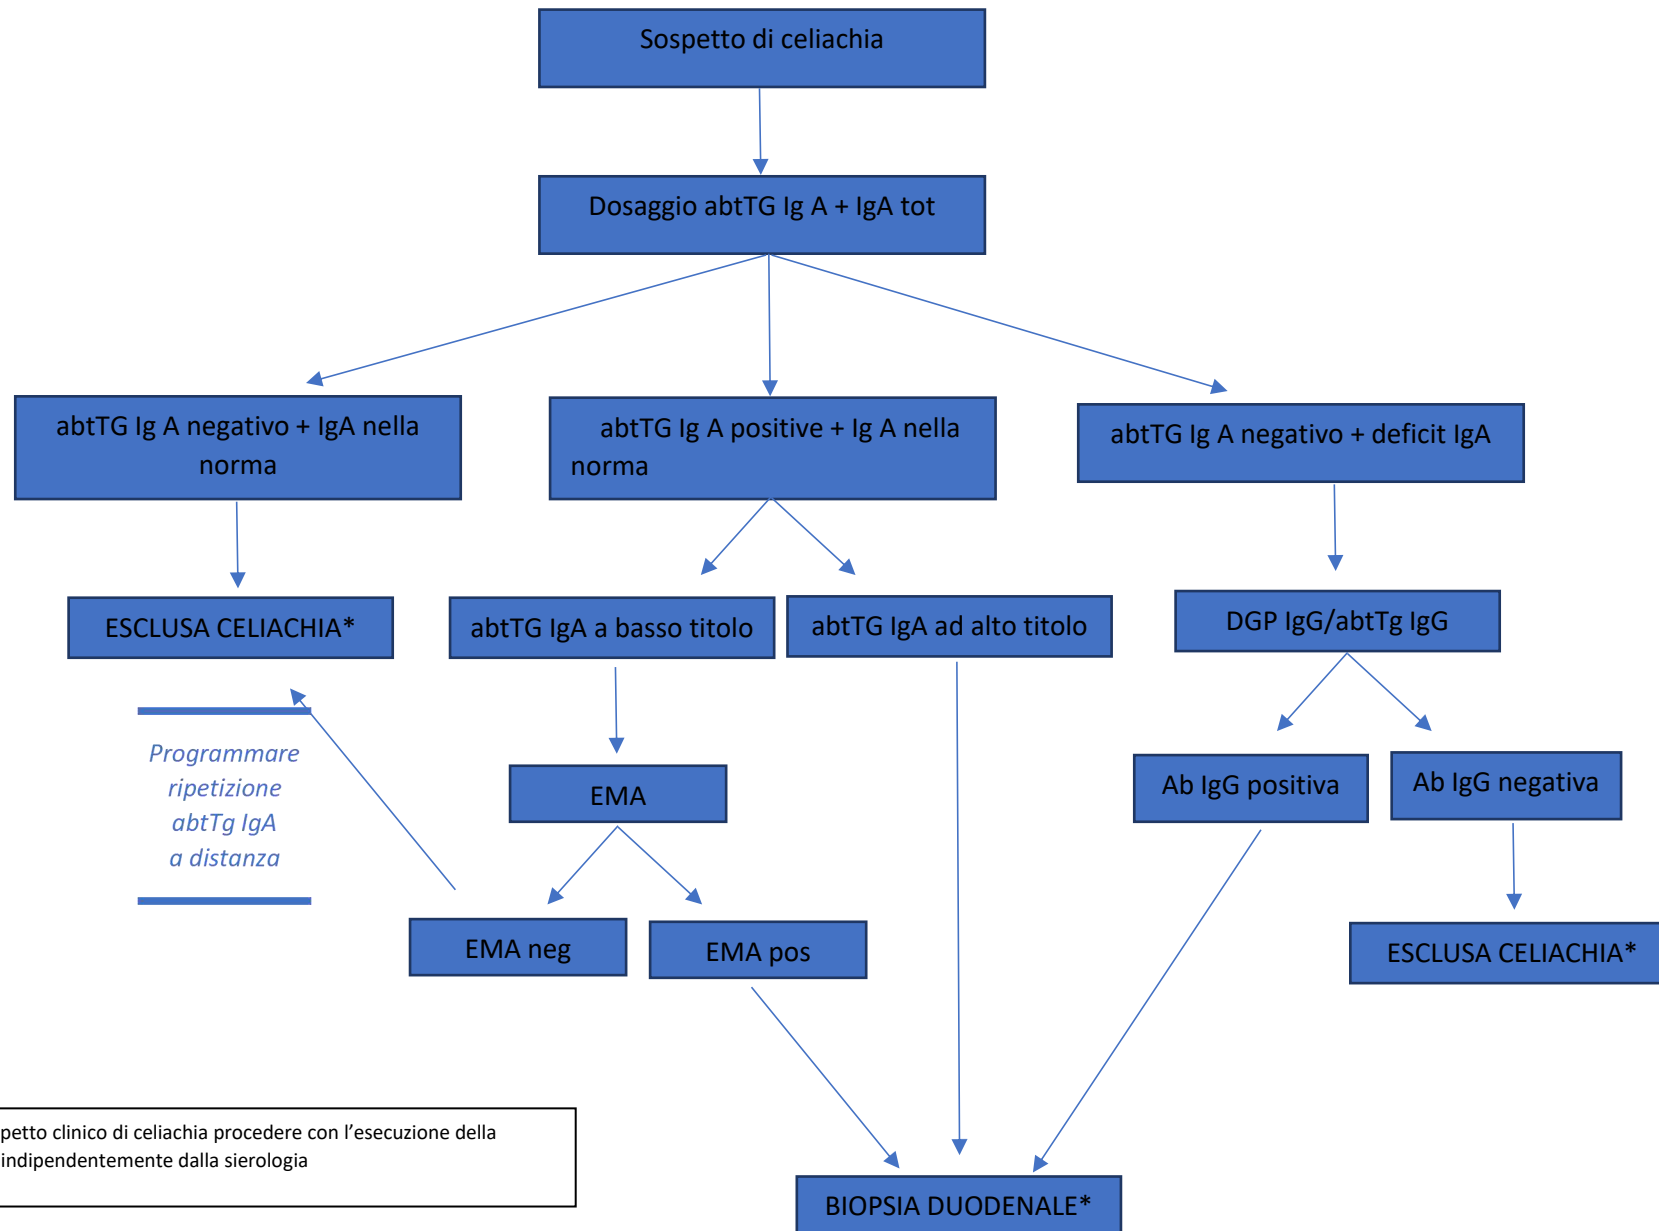 Sospetto di celiachia
Dosaggio abtTG Ig A + IgA tot
abtTG Ig A negativo + IgA nella
norma
abtTG Ig A positive + Ig A nella
norma
abtTG Ig A negativo + deficit IgA
ESCLUSA CELIACHIA*
abtTG IgA a basso titolo
abtTG IgA ad alto titolo
DGP IgG/abtTg IgG
Programmare
ripetizione
abtTg IgA
a distanza
EMA
Ab IgG positiva
Ab IgG negativa
EMA neg
EMA pos
ESCLUSA CELIACHIA*
petto clinico di celiachia procedere con l’esecuzione della
indipendentemente dalla sierologia
BIOPSIA DUODENALE*